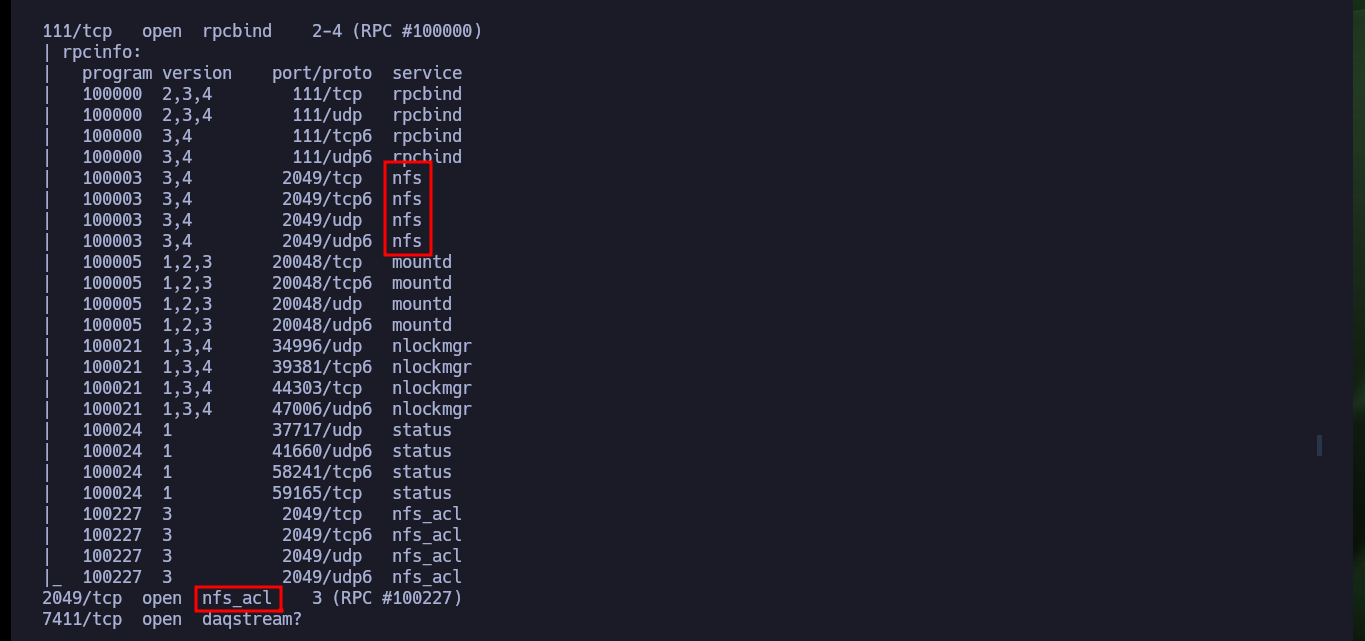 111/tcp   open  rpcbind    2-4 (RPC #100000)
| rpcinfo:
|   program version    port/proto  service
|   100000  2,3,4        111/tcp   rpcbind
|   100000  2,3,4        111/udp   rpcbind
|   100000  3,4          111/tcp6  rpcbind
|   100000  3,4          111/udp6  rpcbind
|   100003  3,4         2049/tcp   nfs
|   100003  3,4         2049/tcp6  nfs
|   100003  3,4         2049/udp   nfs
|   100003  3,4         2049/udp6  nfs
|   100005  1,2,3      20048/tcp   mountd
|   100005  1,2,3      20048/tcp6  mountd
|   100005  1,2,3      20048/udp   mountd
|   100005  1,2,3      20048/udp6  mountd
|   100021  1,3,4      34996/udp   nlockmgr
|   100021  1,3,4      39381/tcp6  nlockmgr
|   100021  1,3,4      44303/tcp   nlockmgr
|   100021  1,3,4      47006/udp6  nlockmgr
|   100024  1          37717/udp   status
|   100024  1          41660/udp6  status
|   100024  1          58241/tcp6  status
|   100024  1          59165/tcp   status
|   100227  3           2049/tcp   nfs_acl
|   100227  3           2049/tcp6  nfs_acl
|   100227  3           2049/udp   nfs_acl
|_  100227  3           2049/udp6  nfs_acl
2049/tcp  open  nfs_acl    3 (RPC #100227)
7411/tcp  open  daqstream?